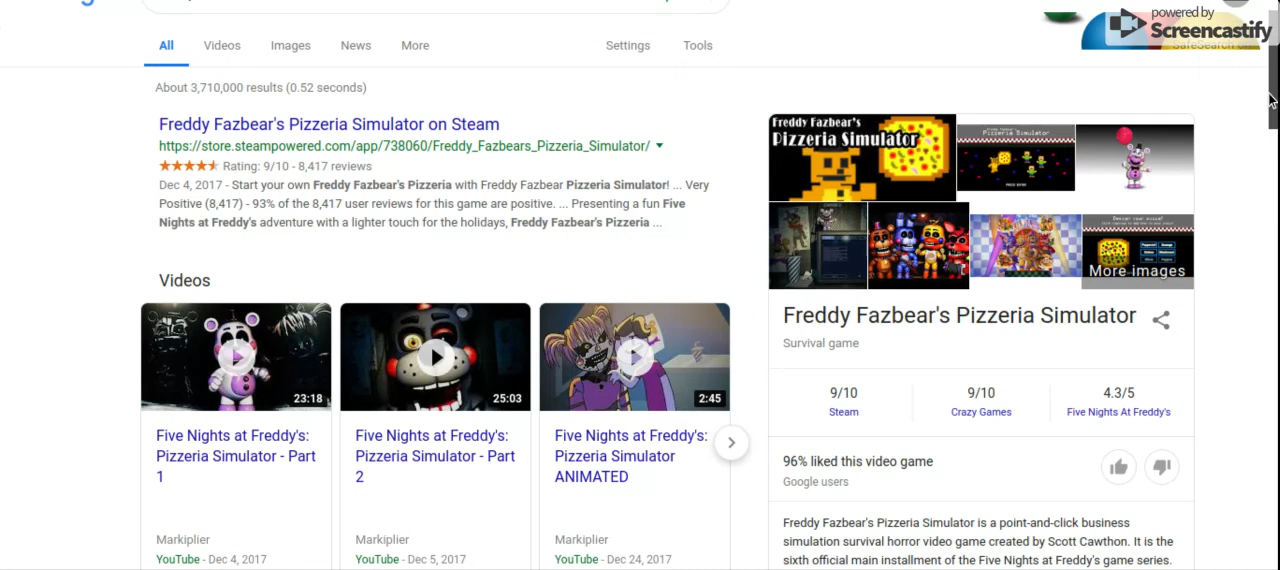 powered by
Screencastify
All
Videos
Images
News
More
Settings
Tools
SafeSearch on
About 3,710,000 results (0.52 seconds)
Freddy Fazbear's Pizzeria Simulator on Steam
https://store.steampowered.com/app/738060/Freddy_Fazbears_Pizzeria_Simulator/
Rating: 9/10 - 8,417 reviews
Dec 4, 2017 - Start your own Freddy Fazbear's Pizzeria with Freddy Fazbear Pizzeria Simulator! ... Very
Positive (8,417) - 93% of the 8,417 user reviews for this game are positive. ... Presenting a fun Five
Nights at Freddy's adventure with a lighter touch for the holidays, Freddy Fazbear's Pizzeria ...
Videos
23:18
25:03
2:45
Five Nights at Freddy's:
Pizzeria Simulator - Part
1
Five Nights at Freddy's:
Pizzeria Simulator - Part
2
Five Nights at Freddy's:
Pizzeria Simulator
ANIMATED
Markiplier
YouTube - Dec 4, 2017
Markiplier
YouTube - Dec 5, 2017
Markiplier
YouTube - Dec 24, 2017
Freddy Fazbear's
Pizzeria Simulator
Pizzeria Simulator
More images
Freddy Fazbear's Pizzeria Simulator
Survival game
9/10
Steam
9/10
Crazy Games
4.3/5
Five Nights At Freddy's
96% liked this video game
Google users
Freddy Fazbear's Pizzeria Simulator is a point-and-click business
simulation survival horror video game created by Scott Cawthon. It is the
sixth official main installment of the Five Nights at Freddy's game series.